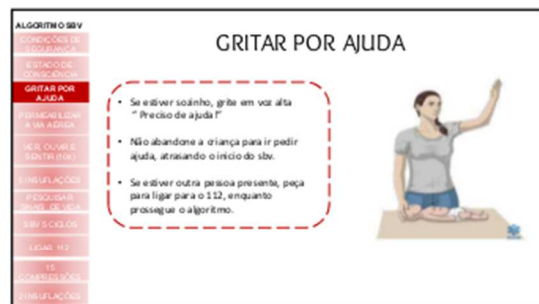 ALGORITMO SBV
CONDIÇÕES DE
SEGURANÇA
ESTADO DE
CONSCIÊNCIA
GRITAR POR
AJUDA
PERMEABILIZAR
A VIA AÉREA
VER, OUVIR E
SENTIR (10s)
5 INSUFLAÇÕES
PESQUISAR
SINAIS DE VIDA
SBV 5 CICLOS
LIGAR 112
15
COMPRESSÕES
2 INSUFLAÇÕES
GRITAR POR AJUDA
• Se estiver sozinho, grite em voz alta
“ Preciso de ajuda!”
• Não abandone a criança para ir pedir
ajuda, atrasando o inicio do sbv.
• Se estiver outra pessoa presente, peça
para ligar para o 112, enquanto
prossegue o algoritmo.